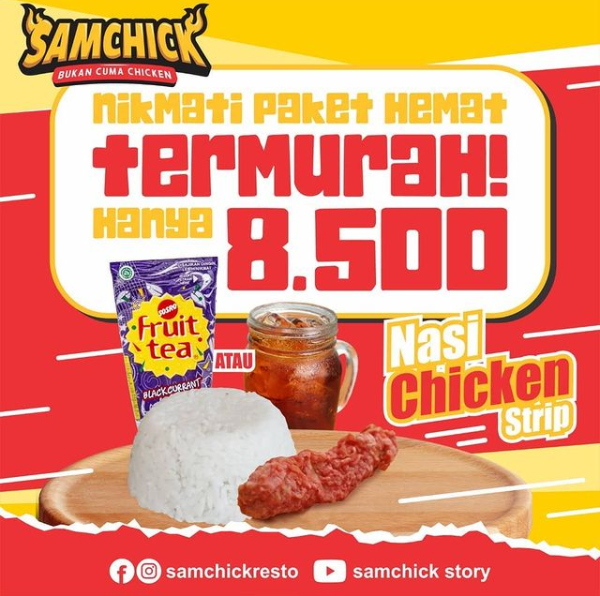 SAMCHICK
BUKAN CUMA CHICKEN
NIKMATI PAKET HEMAT
TERMURAH!
HANYA 8.500
SOSRO
Fruit
tea
BLACKCURRANT
ATAU
Nasi
Chicken
Strip
samchickresto
samchick story